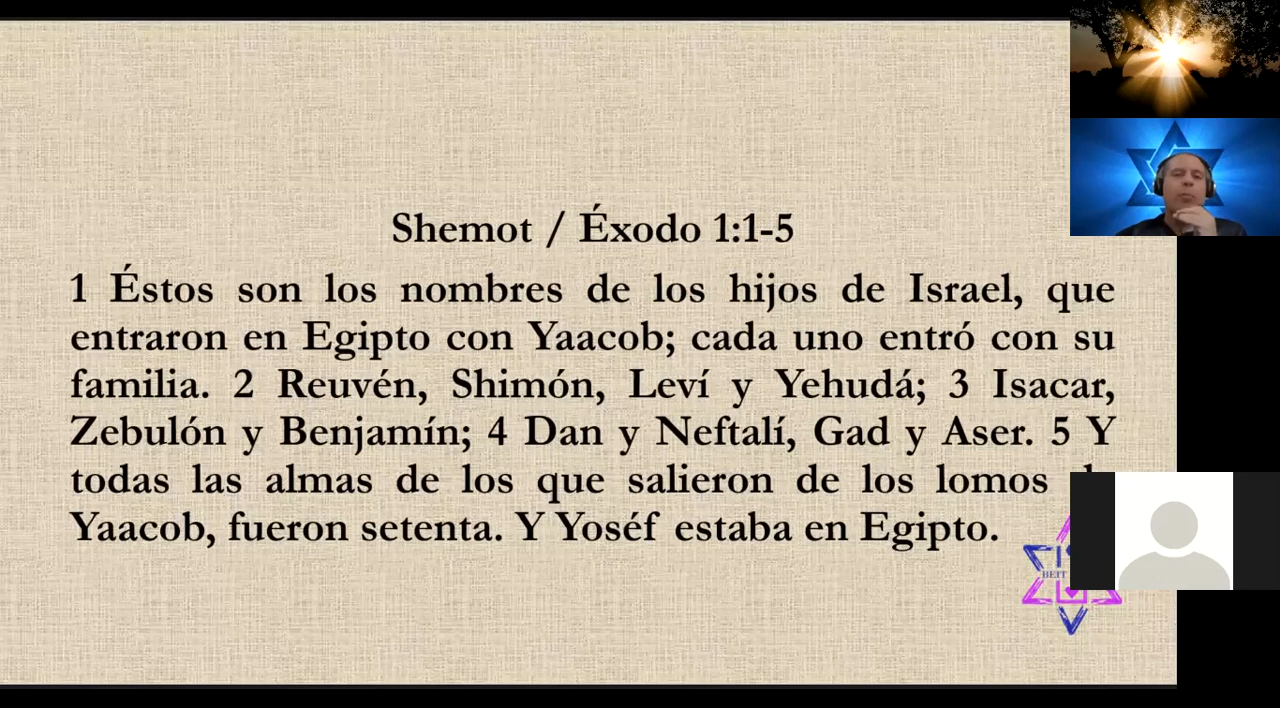 Shemot / Éxodo 1:1-5
1 Éstos son los nombres de los hijos de Israel, que
entraron en Egipto con Yaacob; cada uno entró con su
familia. 2 Reuvén, Shimón, Leví y Yehudá; 3 Isacar,
Zebulón y Benjamín; 4 Dan y Neftalí, Gad y Aser. 5 Y
todas las almas de los que salieron de los lomos
Yaacob, fueron setenta. Y Yoséf estaba en Egipto.
BEIT